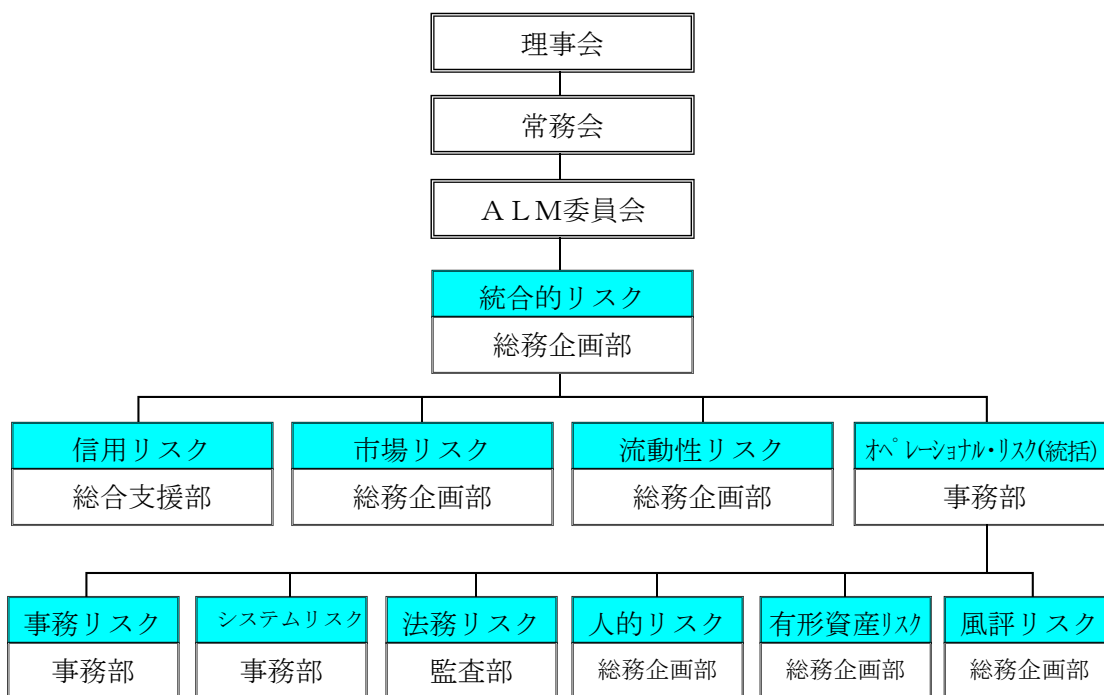 理事会
常務会
ＡＬＭ委員会
統合的リスク
総務企画部
信用リスク
総合支援部
市場リスク
総務企画部
流動性リスク
総務企画部
ｵﾍﾟﾚｰｼｮﾅﾙ・ﾘｽｸ(統括)
事務部
事務リスク
事務部
システムリスク
事務部
法務リスク
監査部
人的リスク
総務企画部
有形資産ﾘｽｸ
総務企画部
風評リスク
総務企画部